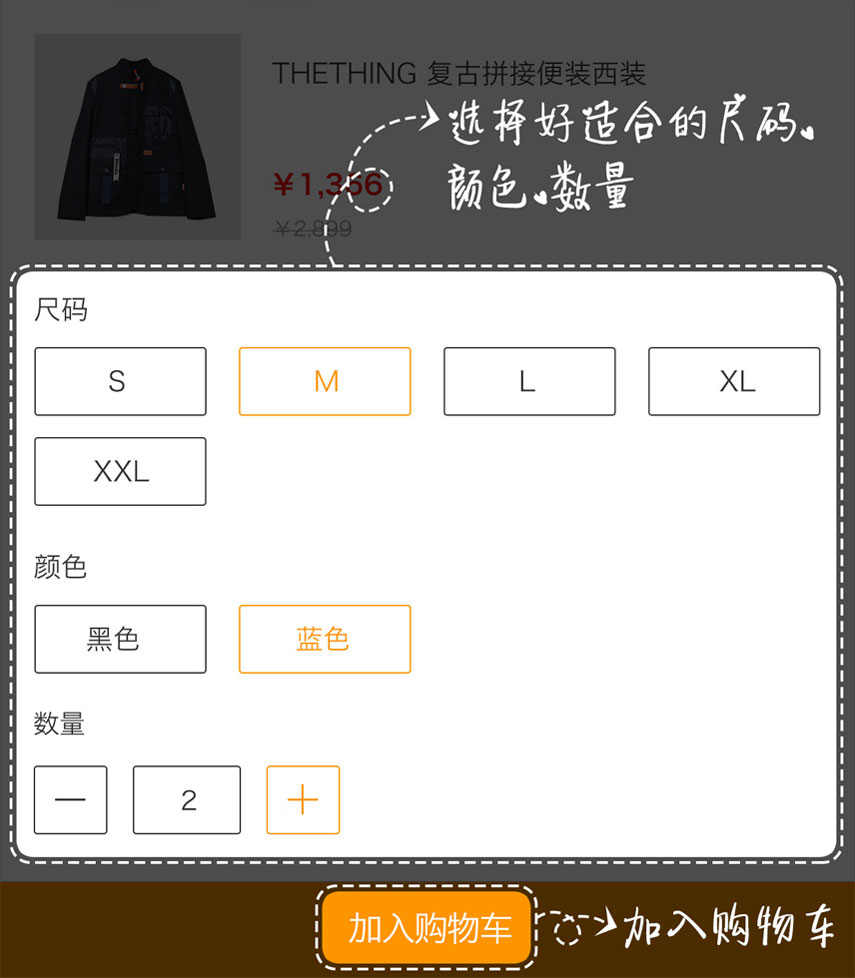 THETHING 复古拼接便装西装
选择好适合的尺码、
颜色、数量
￥1,356
￥2,899
尺码
S
M
L
XL
XXL
颜色
黑色
蓝色
数量
—
2
+
加入购物车
加入购物车